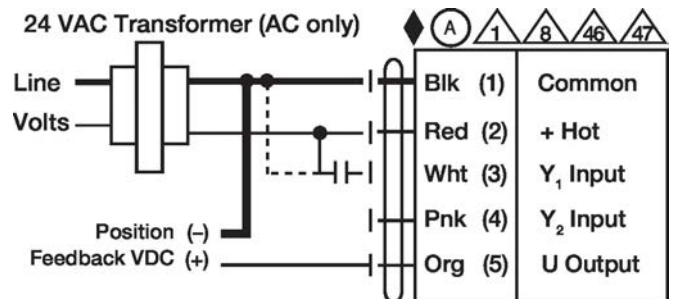 24 VAC Transformer (AC only)
A 1 8 46 47
Line
Volts
Blk (1) Common
Red (2) + Hot
Wht (3) Y₁ Input
Pnk (4) Y₂ Input
Position (–)
Feedback VDC (+)
Org (5) U Output